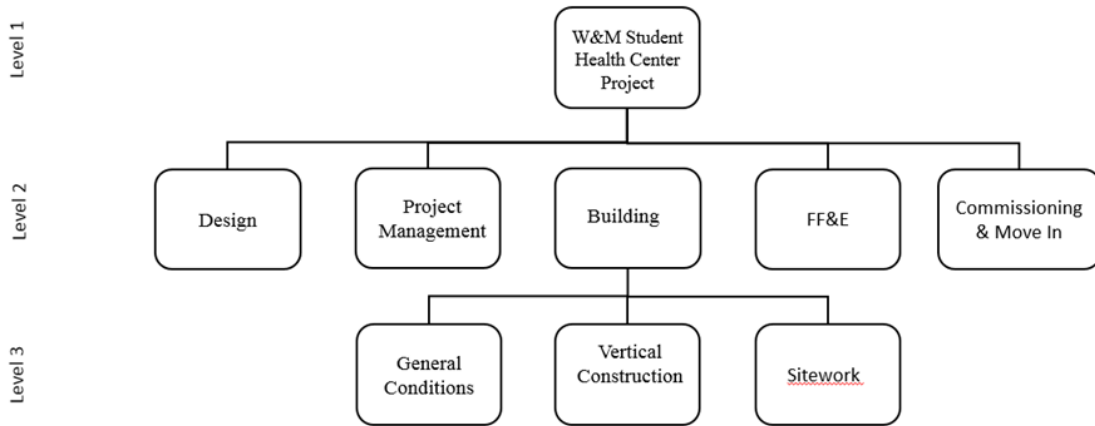 Level 1
W&M Student
Health Center
Project
Level 2
Design
Project
Management
Building
FF&E
Commissioning
& Move In
Level 3
General
Conditions
Vertical
Construction
Sitework